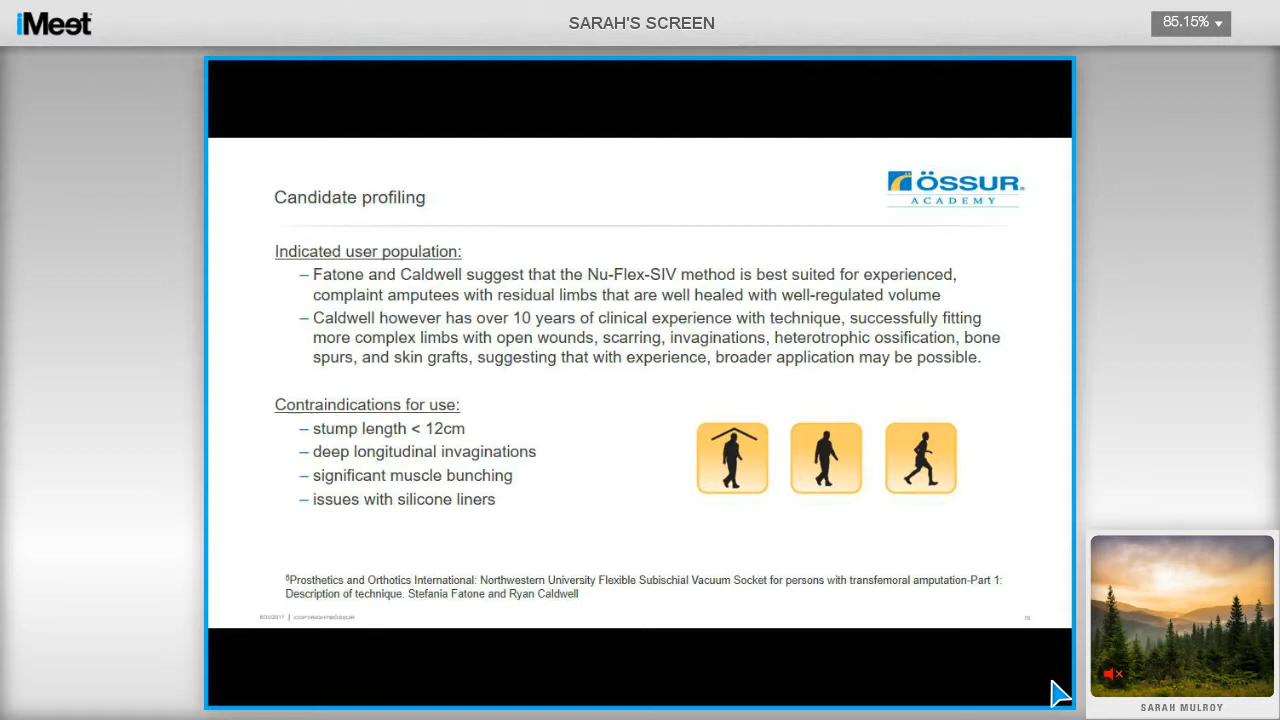 iMeet
SARAH'S SCREEN
85.15%
Candidate profiling
ÖSSUR®
ACADEMY
Indicated user population:
– Fatone and Caldwell suggest that the Nu-Flex-SIV method is best suited for experienced,
complaint amputees with residual limbs that are well healed with well-regulated volume
– Caldwell however has over 10 years of clinical experience with technique, successfully fitting
more complex limbs with open wounds, scarring, invaginations, heterotrophic ossification, bone
spurs, and skin grafts, suggesting that with experience, broader application may be possible.
Contraindications for use:
– stump length < 12cm
– deep longitudinal invaginations
– significant muscle bunching
– issues with silicone liners
Prosthetics and Orthotics International: Northwestern University Flexible Subischial Vacuum Socket for persons with transfemoral amputation-Part 1:
Description of technique. Stefania Fatone and Ryan Caldwell
| COPYRIGHT©ÖSSUR
SARAH MULROY